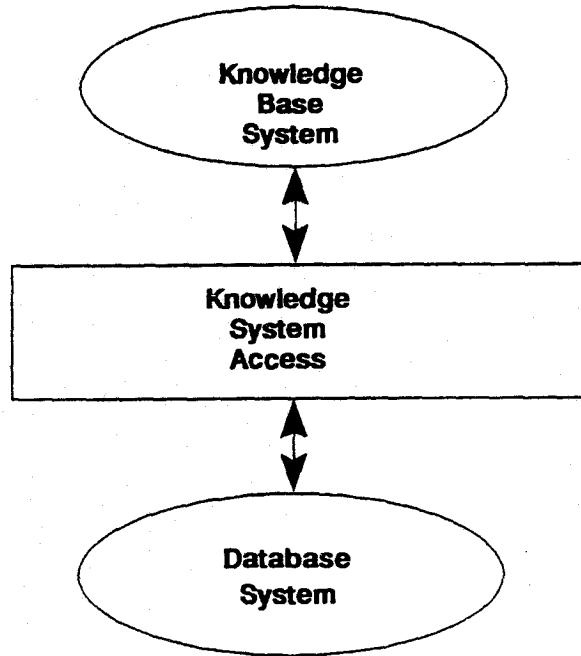 Knowledge
Base
System
Knowledge
System
Access
Database
System